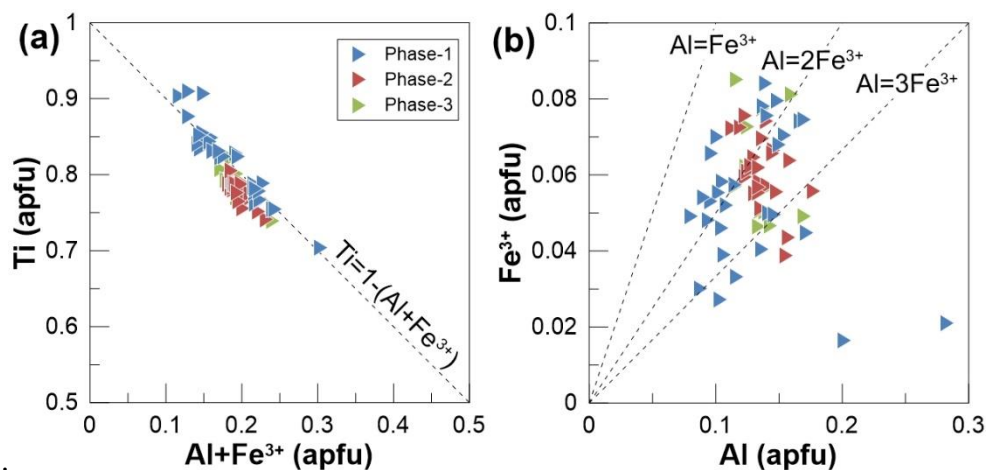 (a)
Ti (apfu)
1
0.9
0.8
0.7
0.6
0.5
0
0.1
0.2
0.3
0.4
0.5
Al+Fe³⁺ (apfu)
Phase-1
Phase-2
Phase-3
Ti=1-(Al+Fe³⁺)
(b)
Fe³⁺ (apfu)
0.1
0.08
0.06
0.04
0.02
0
0
0.1
0.2
0.3
Al (apfu)
Al=Fe³⁺
Al=2Fe³⁺
Al=3Fe³⁺
.